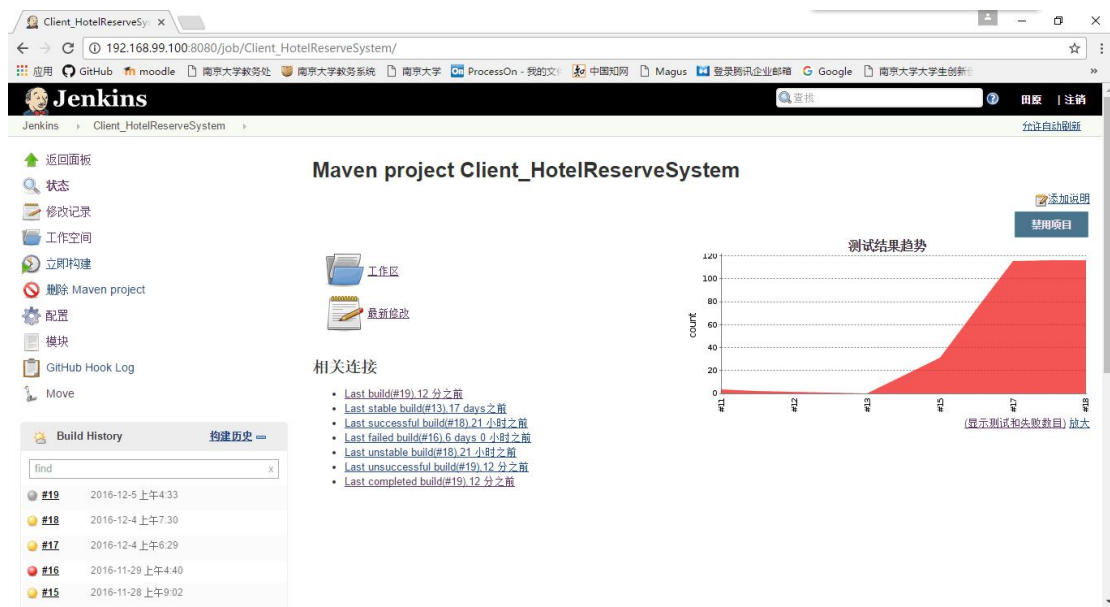 Client_HotelReserveSy
192.168.99.100:8080/job/Client_HotelReserveSystem/
应用 GitHub moodle 南京大学教务处 南京大学教务系统 南京大学 ProcessOn - 我的文 中国知网 Magus 登录腾讯企业邮箱 Google 南京大学大学生创新 »
Jenkins 查找 田原 | 注销
Jenkins Client_HotelReserveSystem 允许自动刷新
返回面板
状态
修改记录
工作空间
立即构建
删除 Maven project
配置
模块
GitHub Hook Log
Move
Build History 构建历史
find x
#19 2016-12-5 上午4:33
#18 2016-12-4 上午7:30
#17 2016-12-4 上午6:29
#16 2016-11-29 上午4:40
#15 2016-11-28 上午9:02
Maven project Client_HotelReserveSystem
添加说明
禁用项目
工作区
最新修改
相关连接
Last build(#19),12 分之前
Last stable build(#13),17 days之前
Last successful build(#18),21 小时之前
Last failed build(#16),6 days 0 小时之前
Last unstable build(#18),21 小时之前
Last unsuccessful build(#19),12 分之前
Last completed build(#19),12 分之前
测试结果趋势
count
120
100
80
60
40
20
0
#11 #12 #13 #15 #17 #18
(显示测试和失败数目) 放大